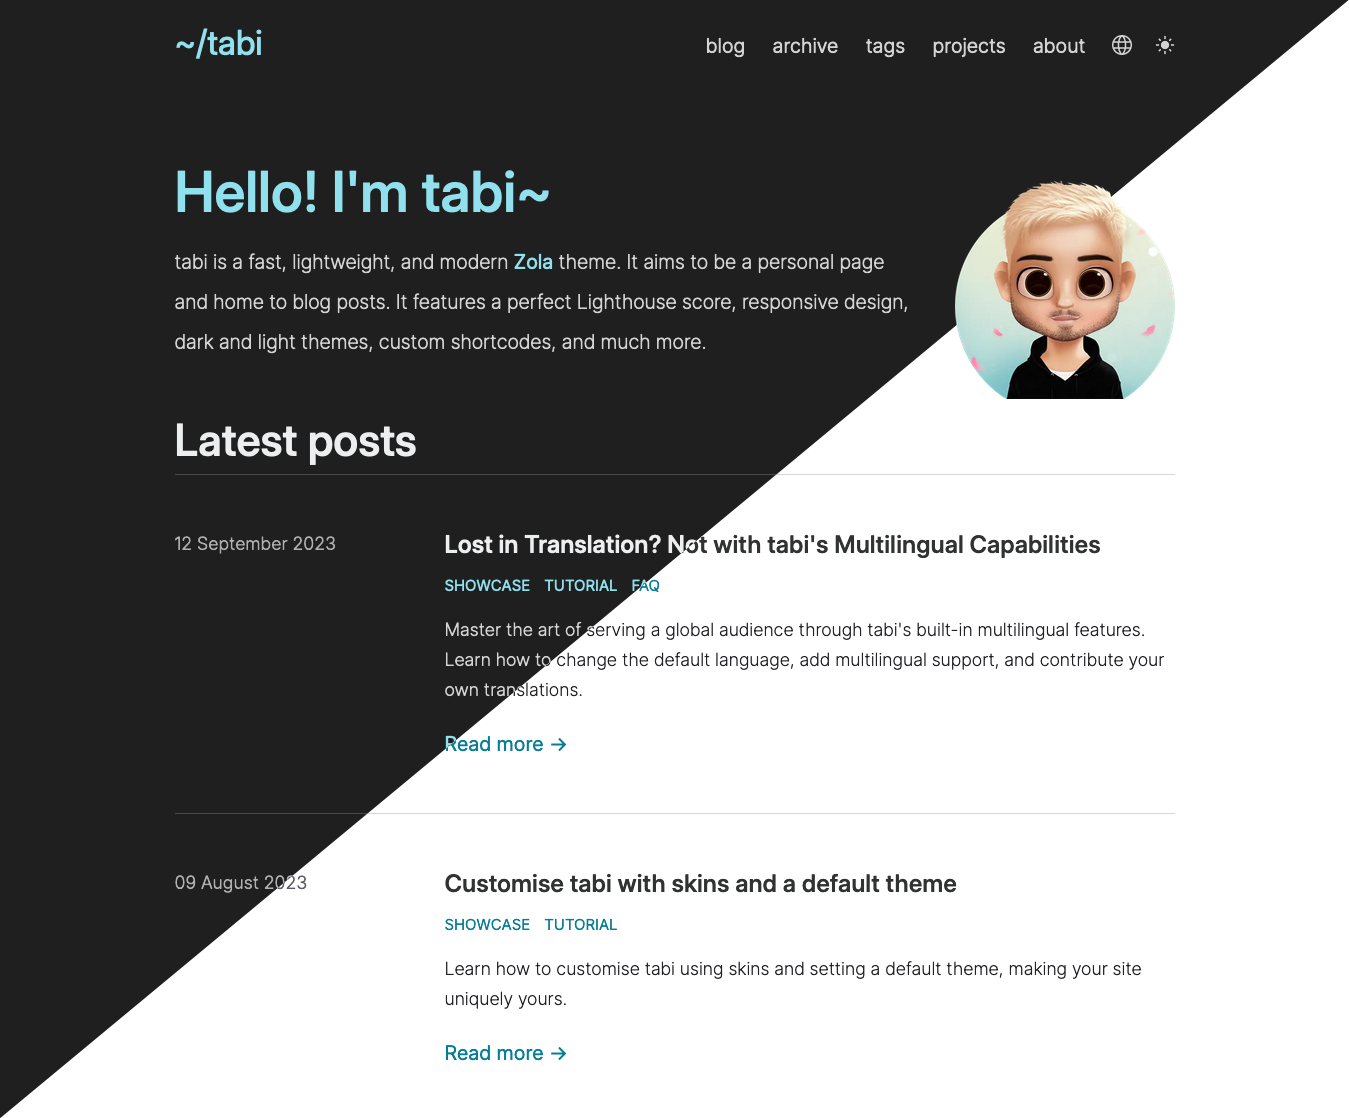 ~/tabi
blog archive tags projects about
Hello! I'm tabi~
tabi is a fast, lightweight, and modern Zola theme. It aims to be a personal page
and home to blog posts. It features a perfect Lighthouse score, responsive design,
dark and light themes, custom shortcodes, and much more.
Latest posts
12 September 2023
Lost in Translation? Not with tabi's Multilingual Capabilities
SHOWCASE TUTORIAL FAQ
Master the art of serving a global audience through tabi's built-in multilingual features.
Learn how to change the default language, add multilingual support, and contribute your
own translations.
Read more →
09 August 2023
Customise tabi with skins and a default theme
SHOWCASE TUTORIAL
Learn how to customise tabi using skins and setting a default theme, making your site
uniquely yours.
Read more →